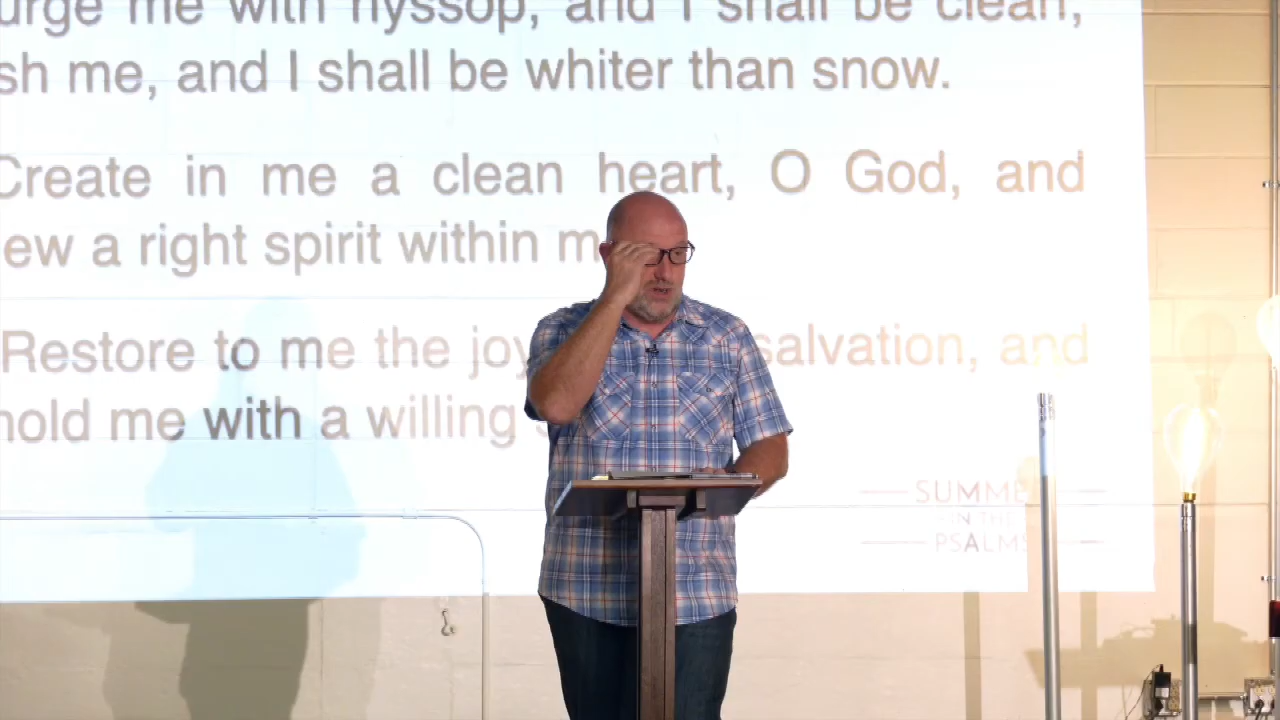 urge me with hyssop, and I shall be clean;
sh me, and I shall be whiter than snow.
Create in me a clean heart, O God, and
ew a right spirit within m
Restore to me the joy salvation, and
hold me with a willing
SUMME
IN THE
PSALMS